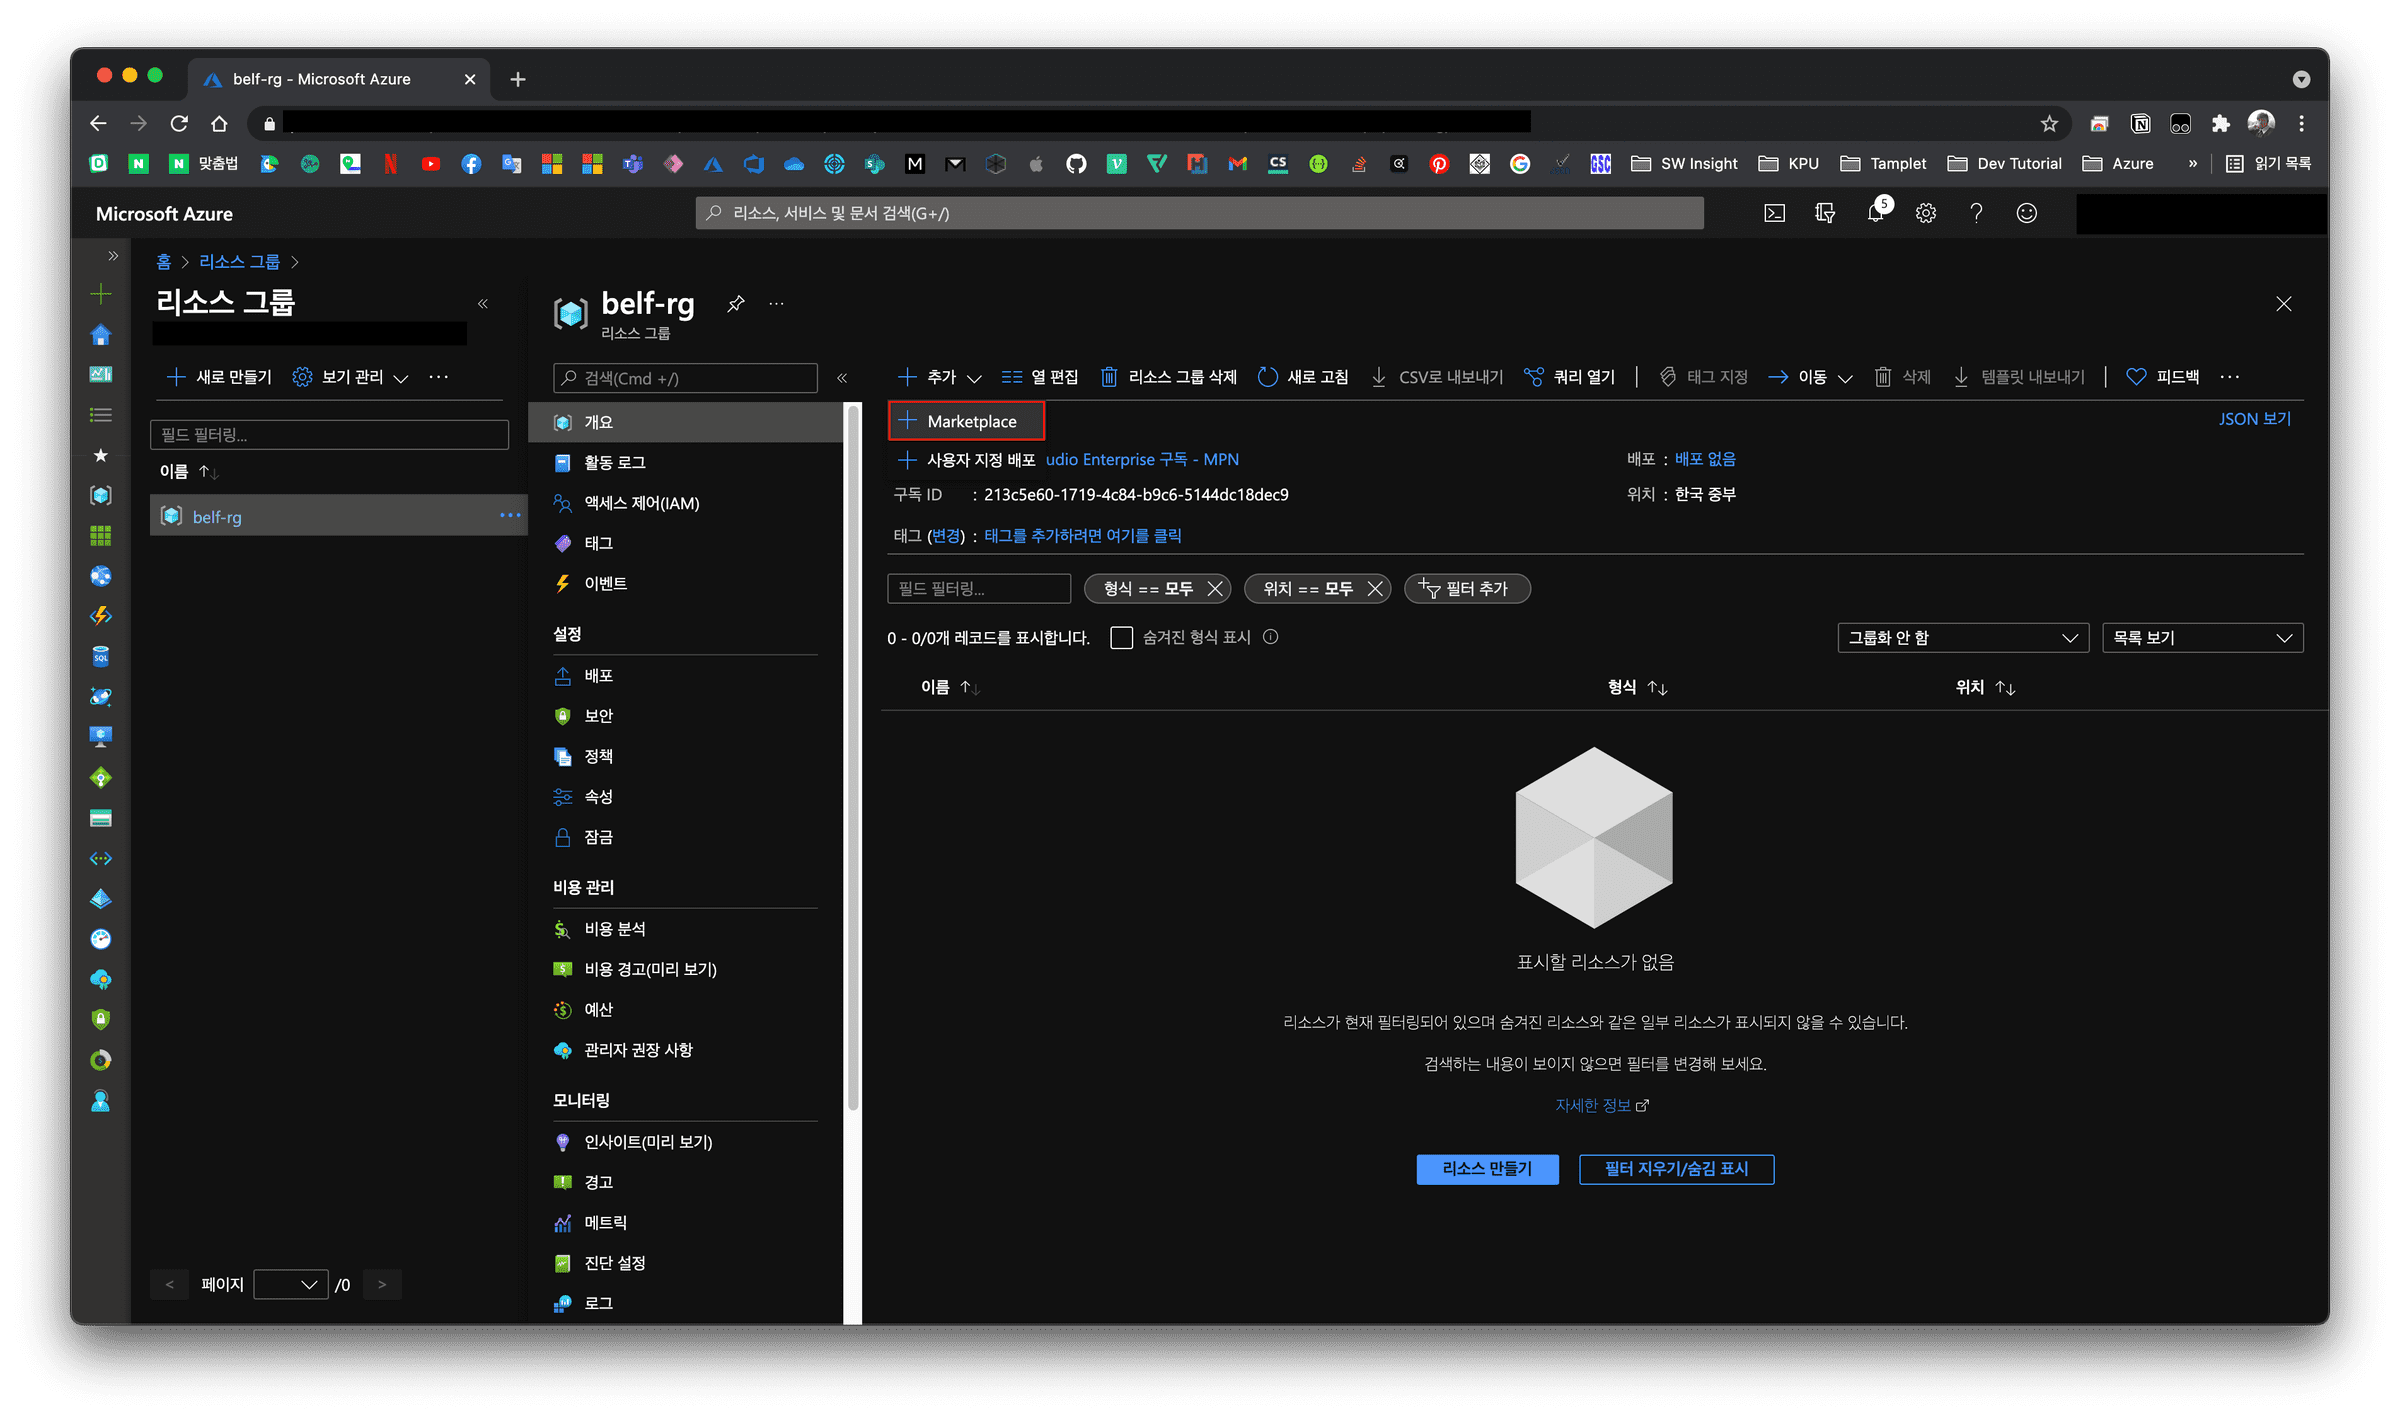 belf-rg - Microsoft Azure
맞춤법
SW Insight
KPU
Tamplet
Dev Tutorial
Azure
»
읽기 목록
Microsoft Azure
리소스, 서비스 및 문서 검색(G+/)
5
홈 > 리소스 그룹 >
리소스 그룹
새로 만들기
보기 관리
필드 필터링...
이름
belf-rg
< 페이지 /0 >
belf-rg
리소스 그룹
검색(Cmd +/)
개요
활동 로그
액세스 제어(IAM)
태그
이벤트
설정
배포
보안
정책
속성
잠금
비용 관리
비용 분석
비용 경고(미리 보기)
예산
관리자 권장 사항
모니터링
인사이트(미리 보기)
경고
메트릭
진단 설정
로그
추가
열 편집
리소스 그룹 삭제
새로 고침
CSV로 내보내기
쿼리 열기
태그 지정
이동
삭제
템플릿 내보내기
피드백
Marketplace
JSON 보기
사용자 지정 배포 udio Enterprise 구독 - MPN
배포 : 배포 없음
구독 ID : 213c5e60-1719-4c84-b9c6-5144dc18dec9
위치 : 한국 중부
태그 (변경) : 태그를 추가하려면 여기를 클릭
필드 필터링...
형식 == 모두
위치 == 모두
필터 추가
0 - 0/0개 레코드를 표시합니다.
숨겨진 형식 표시
그룹화 안 함
목록 보기
이름
형식
위치
표시할 리소스가 없음
리소스가 현재 필터링되어 있으며 숨겨진 리소스와 같은 일부 리소스가 표시되지 않을 수 있습니다.
검색하는 내용이 보이지 않으면 필터를 변경해 보세요.
자세한 정보
리소스 만들기
필터 지우기/숨김 표시